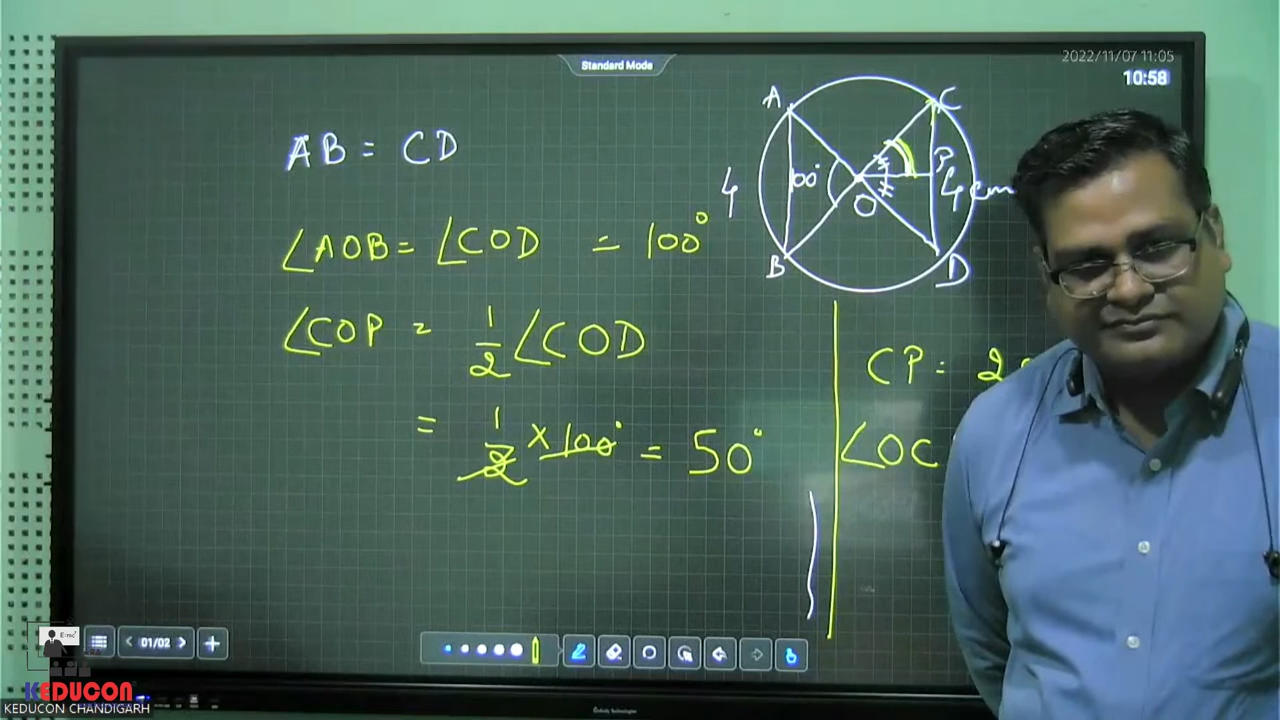 2022/11/07 11:05
10:58
Standard Mode
A
C
AB = CD
4
100°
P
4cm
O
B
D
∠AOB = ∠COD = 100°
∠COP = 1/2 ∠COD
= 1/2 × 100° = 50°
CP = 2
∠OC
01/02
KEDUCON
KEDUCON CHANDIGARH